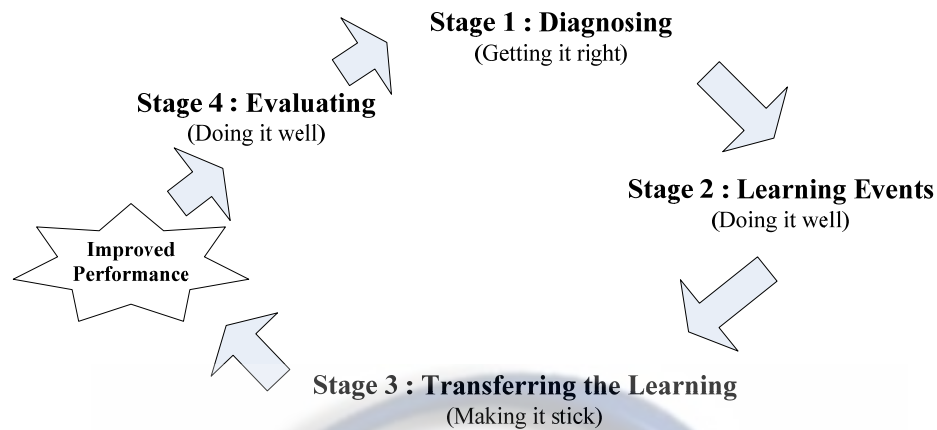 Stage 1 : Diagnosing
(Getting it right)
Stage 2 : Learning Events
(Doing it well)
Stage 3 : Transferring the Learning
(Making it stick)
Improved
Performance
Stage 4 : Evaluating
(Doing it well)